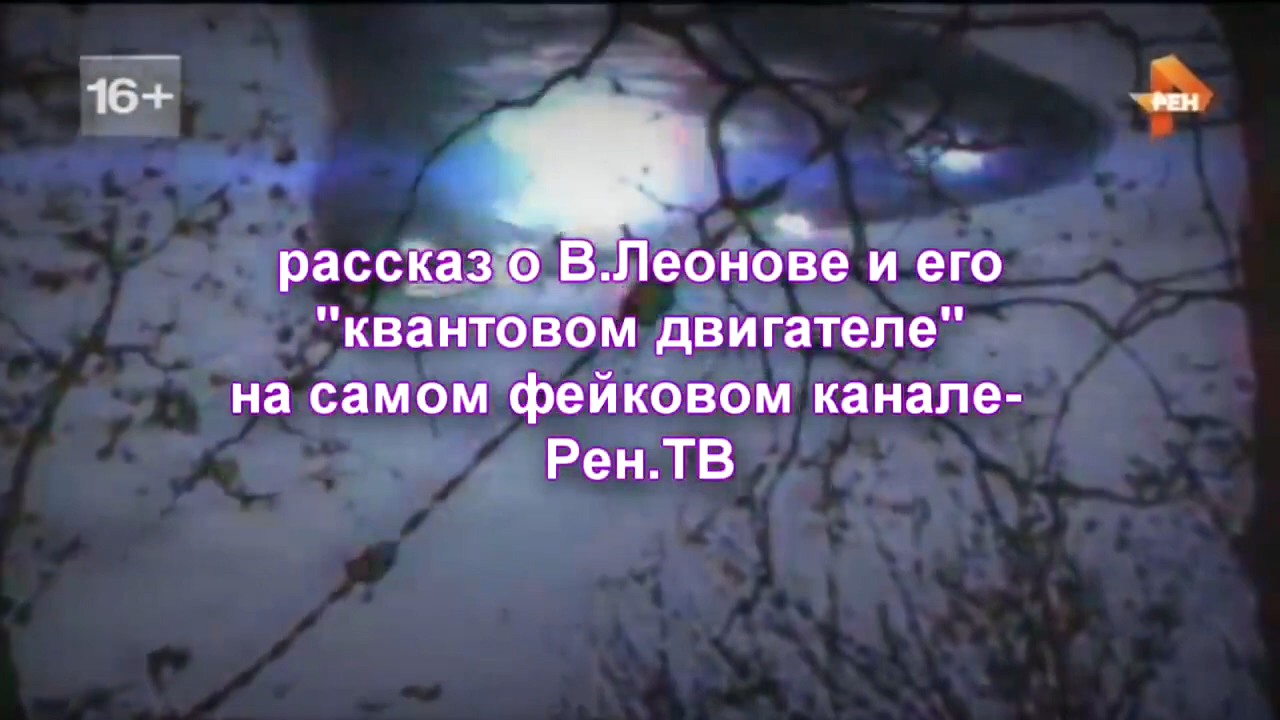 16+
РЕН
рассказ о В.Леонове и его
"квантовом двигателе"
на самом фейковом канале-
Рен.ТВ